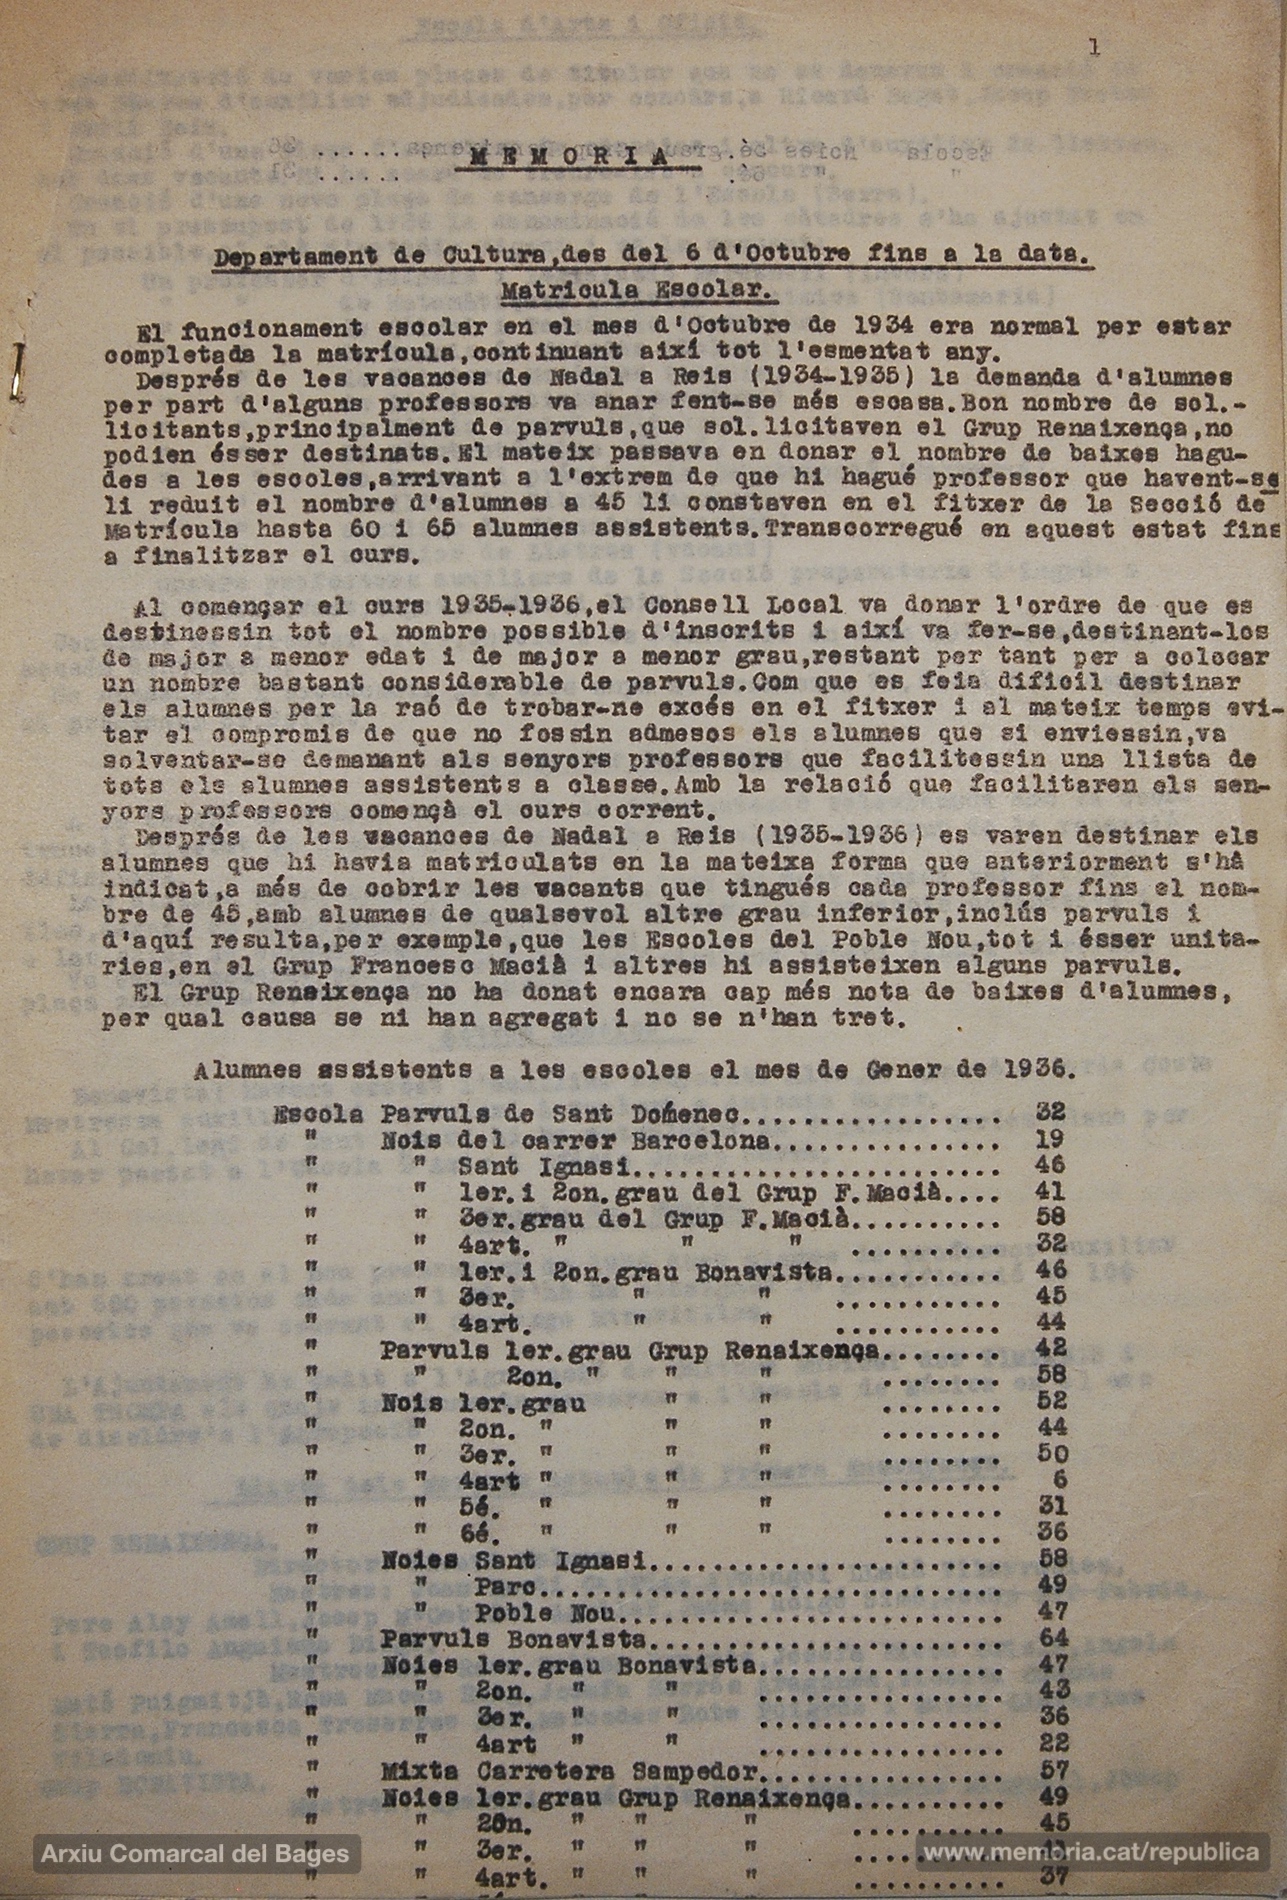 1
MEMORIA
Departament de Cultura,des del 6 d'Octubre fins a la data.
Matricula Escolar.
El funcionament escolar en el mes d'Octubre de 1934 era normal per estar
completada la matrícula,continuant així tot l'esmentat any.
Després de les vacances de Nadal a Reis (1934-1935) la demanda d'alumnes
per part d'alguns professors va anar fent-se més escasa.Bon nombre de sol.-
licitants,principalment de parvuls,que sol.licitaven el Grup Renaixença,no
podien ésser destinats.El mateix passava en donar el nombre de baixes hagu-
des a les escoles,arrivant a l'extrem de que hi hagué professor que havent-se
li reduit el nombre d'alumnes a 45 li constaven en el fitxer de la Secció de
Matrícula hasta 60 i 65 alumnes assistents.Transcorregué en aquest estat fins
a finalitzar el curs.
Al començar el curs 1935-1936,el Consell Local va donar l'ordre de que es
destinessin tot el nombre possible d'inscrits i així va fer-se,destinant-los
de major a menor edat i de major a menor grau,restant per tant per a colocar
un nombre bastant considerable de parvuls.Com que es feia dificil destinar
els alumnes per la raó de trobar-ne excés en el fitxer i al mateix temps evi-
tar el compromis de que no fossin admesos els alumnes que si enviessin,va
solventar-se demanant als senyors professors que facilitessin una llista de
tots els alumnes assistents a classe.Amb la relació que facilitaren els sen-
yors professors començà el curs corrent.
Després de les vacances de Nadal a Reis (1935-1936) es varen destinar els
alumnes que hi havia matriculats en la mateixa forma que anteriorment s'hà
indicat,a més de cobrir les vacants que tingués cada professor fins el nom-
bre de 45,amb alumnes de qualsevol altre grau inferior,inclús parvuls i
d'aquí resulta,per exemple,que les Escoles del Poble Nou,tot i ésser unita-
ries,en el Grup Francesc Macià i altres hi assisteixen alguns parvuls.
El Grup Renaixença no ha donat encara cap més nota de baixes d'alumnes,
per qual causa se ni han agregat i no se n'han tret.
Alumnes assistents a les escoles el mes de Gener de 1936.
Escola Parvuls de Sant Domenec................. 32
" Nois del carrer Barcelona............... 19
" " Sant Ignasi........................ 46
" " 1er.i 2on.grau del Grup F.Macià.... 41
" " 3er.grau del Grup F.Macià.......... 58
" " 4art. " " " .......... 32
" " 1er.i 2on.grau Bonavista........... 46
" " 3er. " " ........... 45
" " 4art. " " ........... 44
" Parvuls 1er.grau Grup Renaixença........ 42
" " 2on. " " " ........ 58
" Nois 1er.grau " " ........ 52
" " 2on. " " " ........ 44
" " 3er. " " " ........ 50
" " 4art " " " ........ 6
" " 5é. " " " ........ 31
" " 6é. " " " ........ 36
" Noies Sant Ignasi....................... 58
" " Parc.............................. 49
" " Poble Nou......................... 47
" Parvuls Bonavista....................... 64
" Noies 1er.grau Bonavista................ 47
" " 2on. " " ................ 43
" " 3er. " " ................ 36
" " 4art " " ................ 22
" Mixta Carretera Sampedor................ 57
" Noies 1er.grau Grup Renaixença.......... 49
" " 2on. " " " .......... 45
" " 3er. " " " ..........
" " 4art. " " " .......... 37
Arxiu Comarcal del Bages
www.memoria.cat/republica